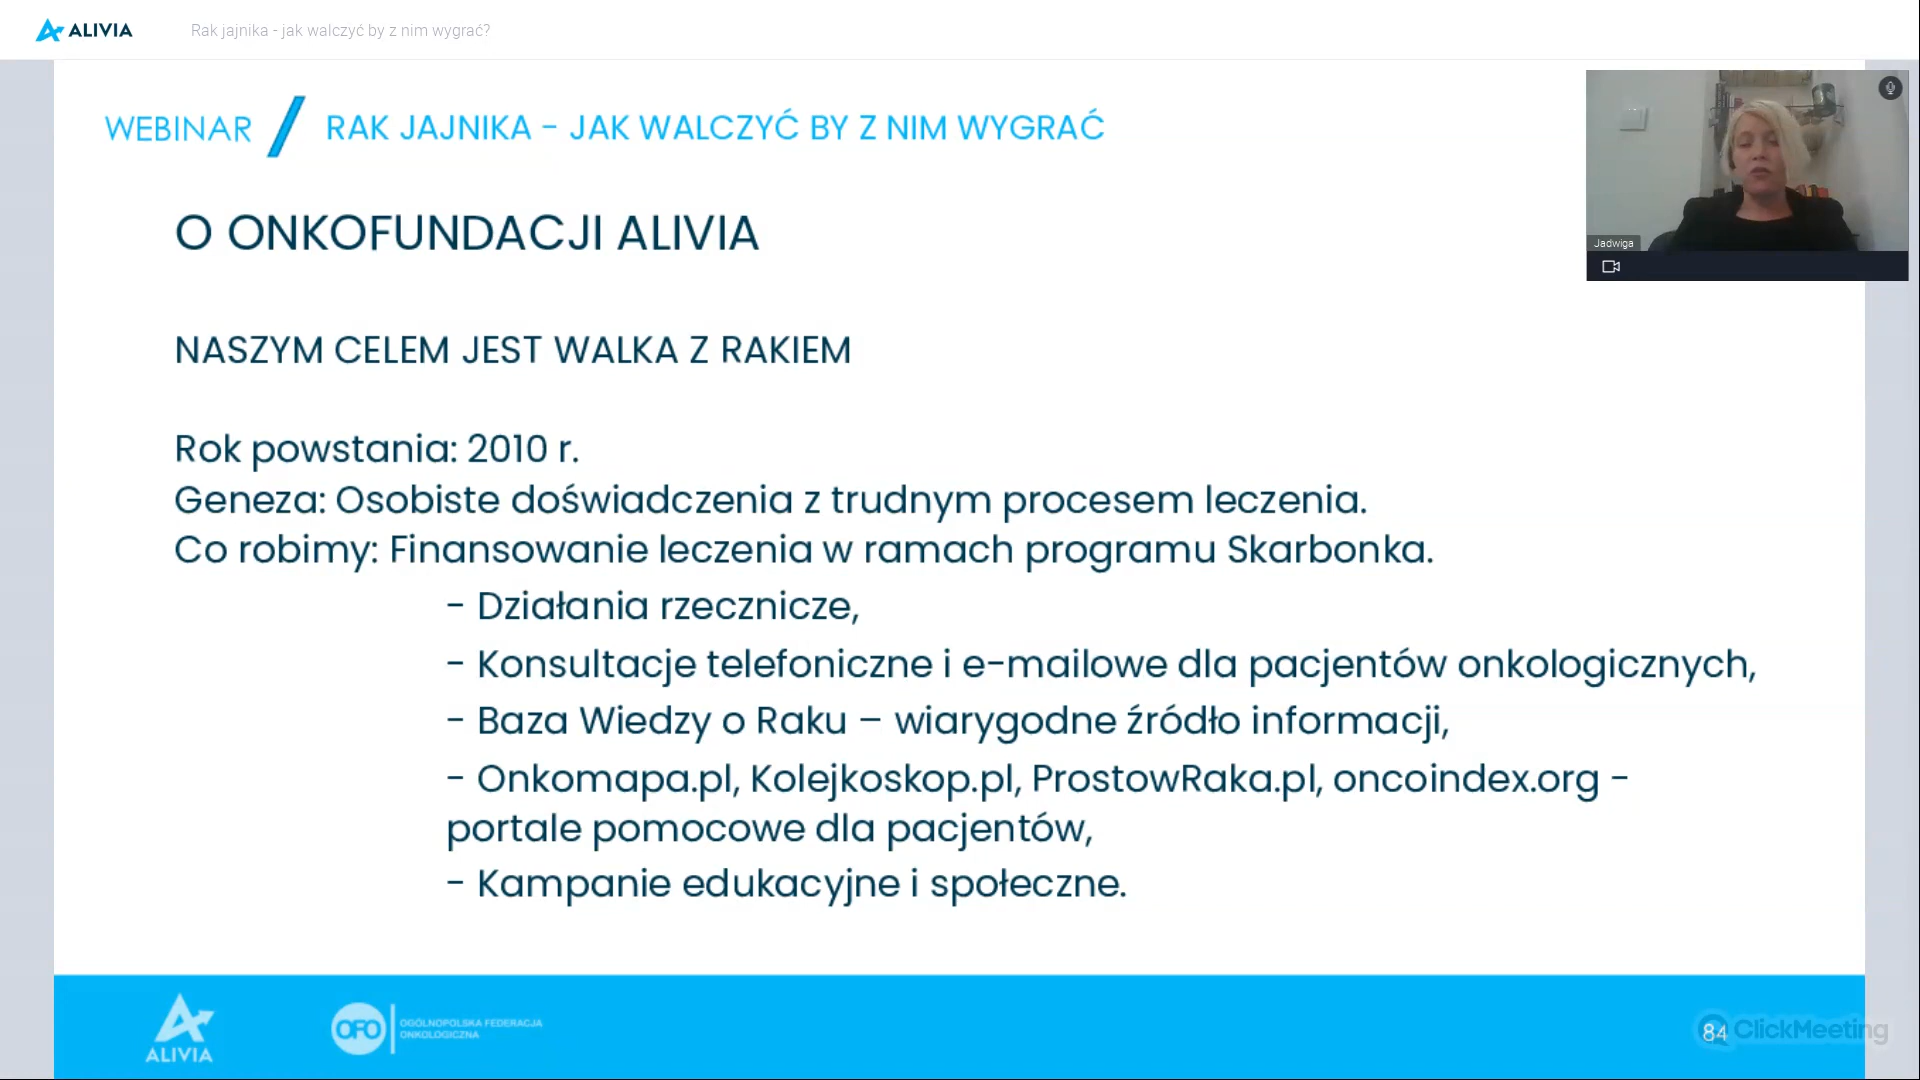 ALIVIA
Rak jajnika - jak walczyć by z nim wygrać?
WEBINAR / RAK JAJNIKA - JAK WALCZYĆ BY Z NIM WYGRAĆ
Jadwiga
O ONKOFUNDACJI ALIVIA
NASZYM CELEM JEST WALKA Z RAKIEM
Rok powstania: 2010 r.
Geneza: Osobiste doświadczenia z trudnym procesem leczenia.
Co robimy: Finansowanie leczenia w ramach programu Skarbonka.
- Działania rzecznicze,
- Konsultacje telefoniczne i e-mailowe dla pacjentów onkologicznych,
- Baza Wiedzy o Raku – wiarygodne źródło informacji,
- Onkomapa.pl, Kolejkoskop.pl, ProstowRaka.pl, oncoindex.org -
portale pomocowe dla pacjentów,
- Kampanie edukacyjne i społeczne.
ALIVIA
OFO
OGÓLNOPOLSKA FEDERACJA
ONKOLOGICZNA
84
ClickMeeting